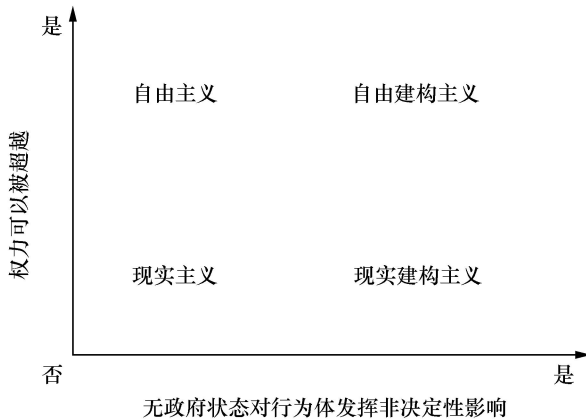 是
自由主义
自由建构主义
权力可以被超越
现实主义
现实建构主义
否
是
无政府状态对行为体发挥非决定性影响